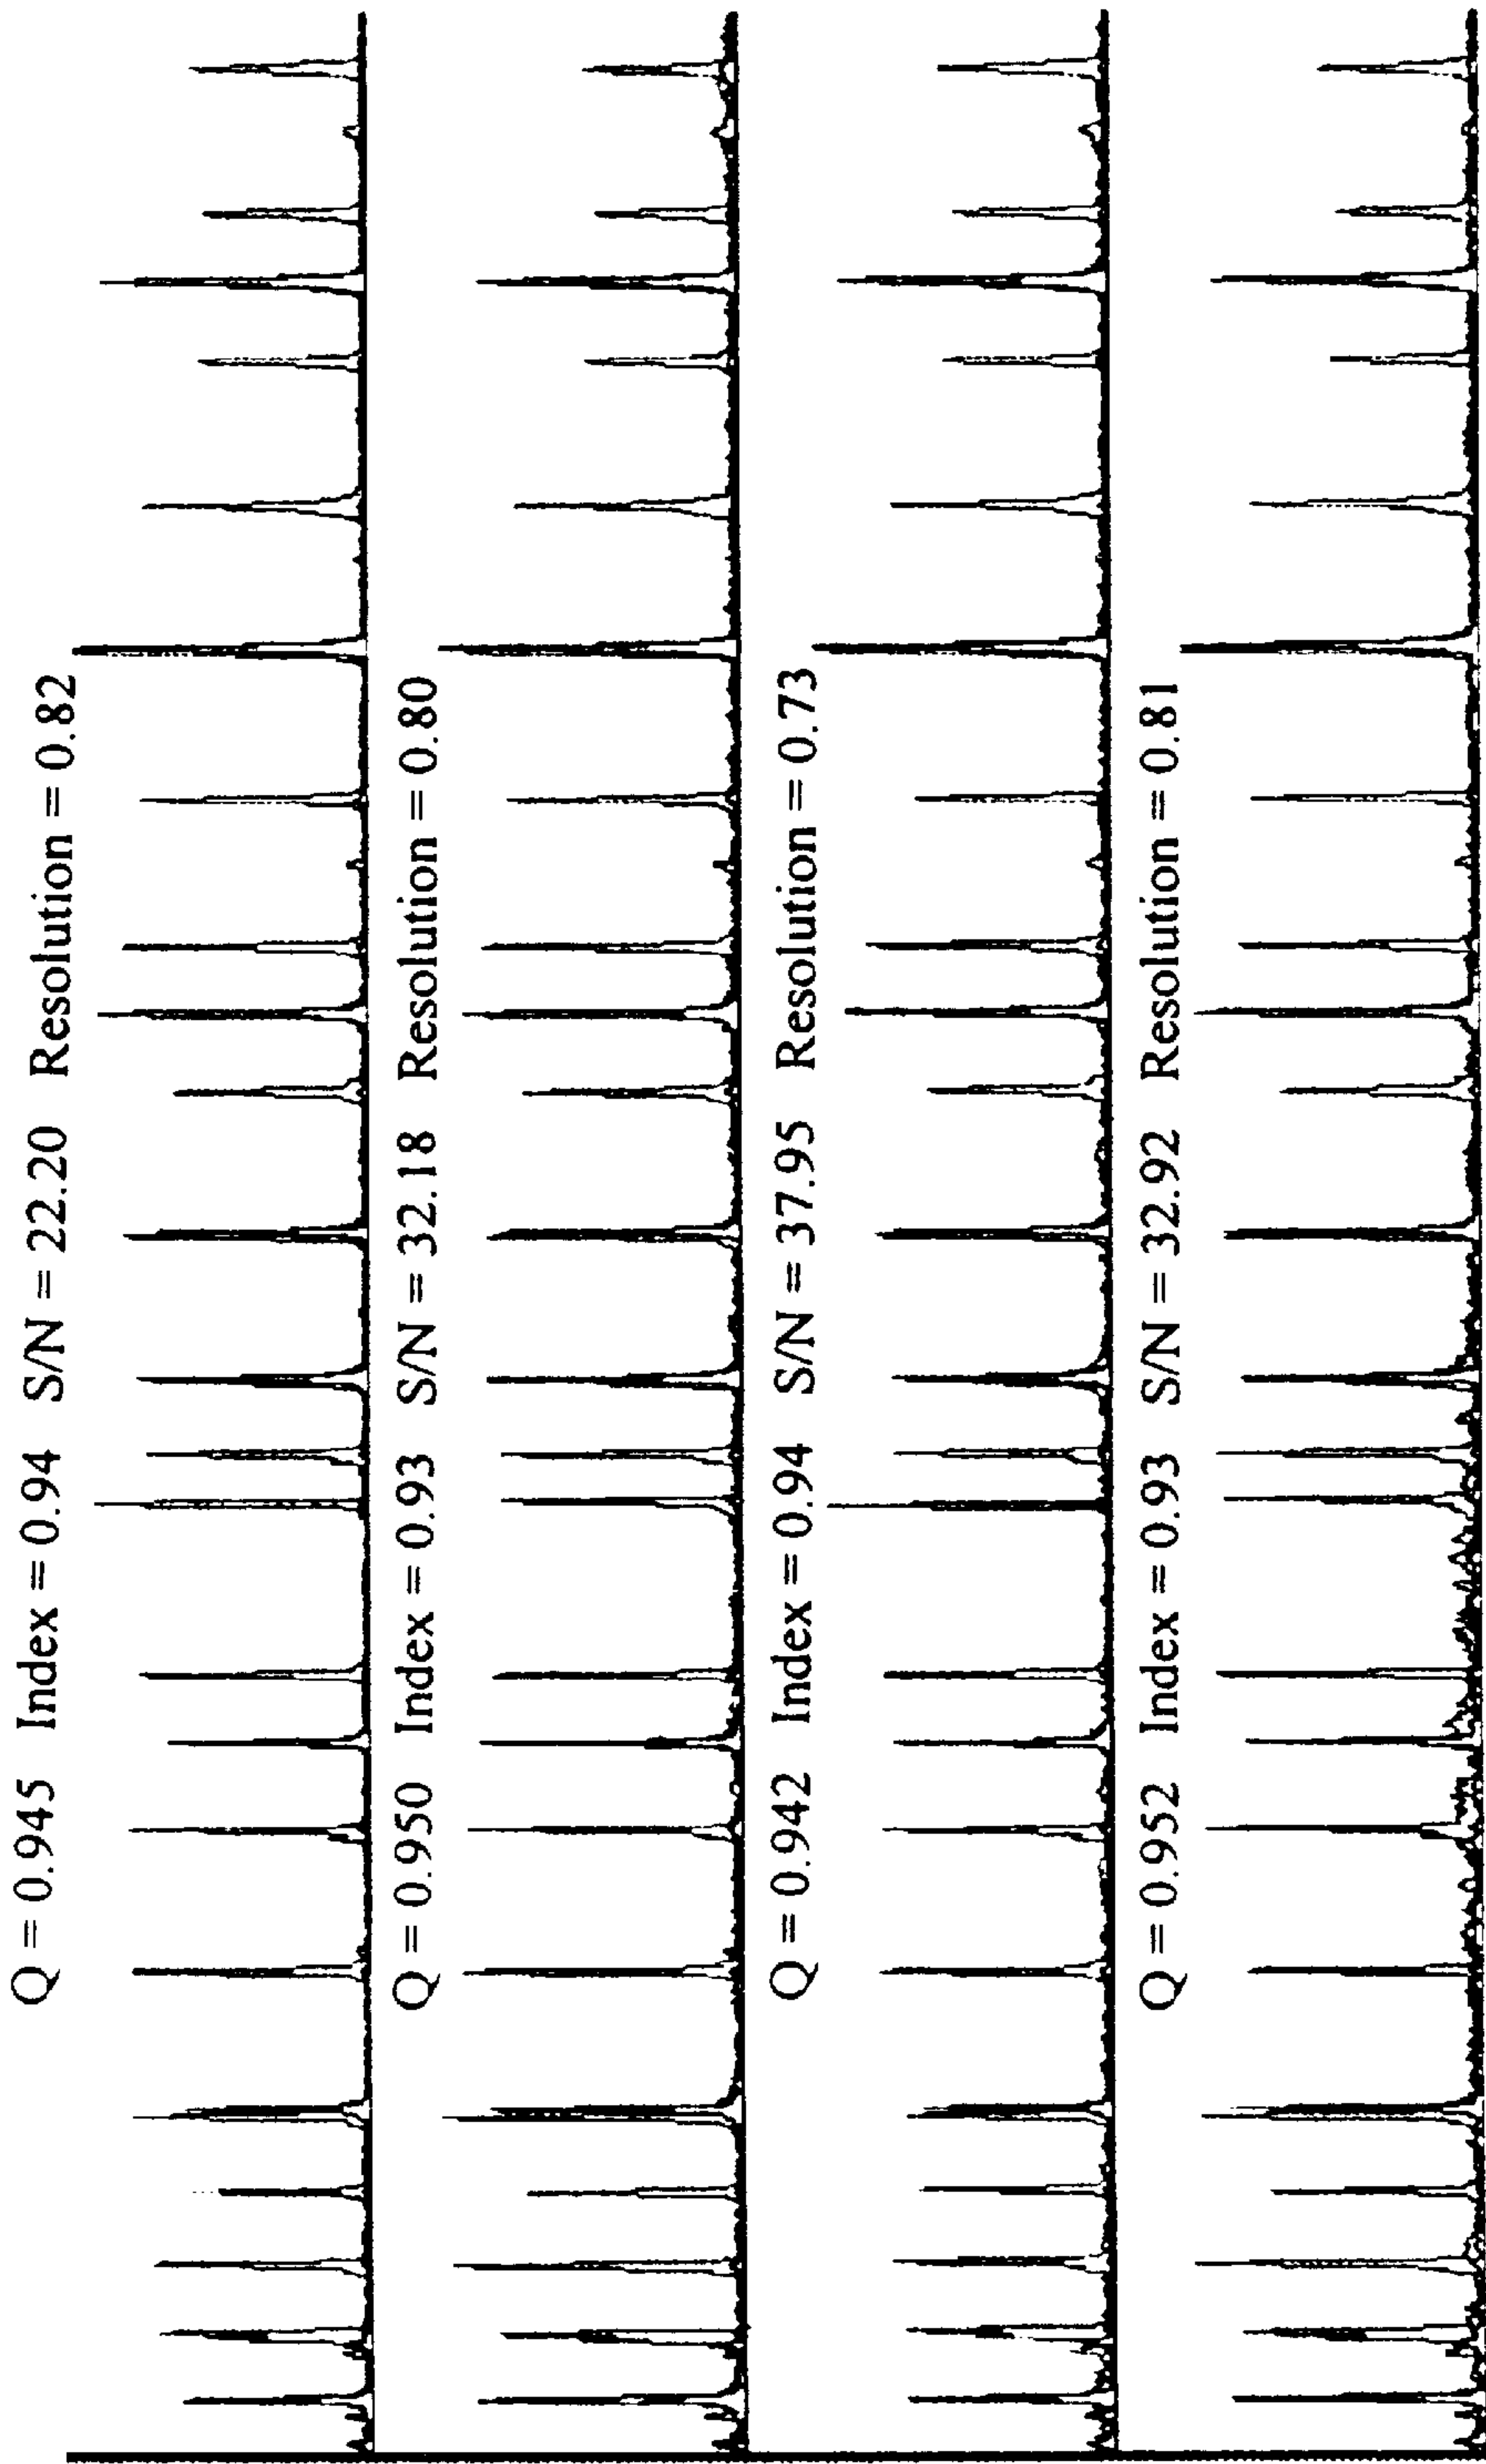 Q = 0.945 Index = 0.94 S/N = 22.20 Resolution = 0.82
Q = 0.950 Index = 0.93 S/N = 32.18 Resolution = 0.80
Q = 0.942 Index = 0.94 S/N = 37.95 Resolution = 0.73
Q = 0.952 Index = 0.93 S/N = 32.92 Resolution = 0.81